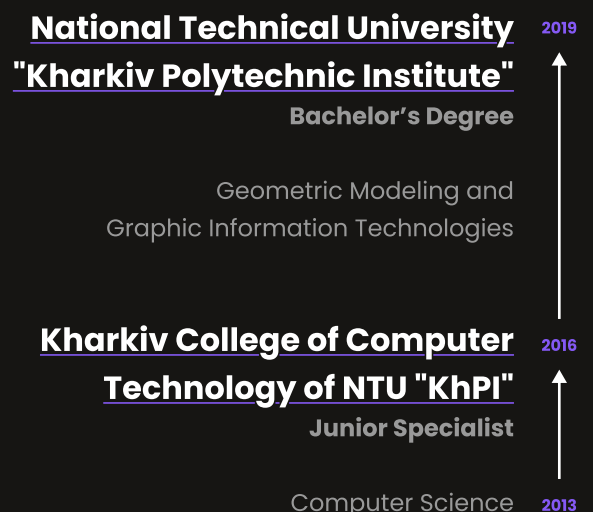 National Technical University
2019
"Kharkiv Polytechnic Institute"
Bachelor’s Degree
Geometric Modeling and
Graphic Information Technologies
Kharkiv College of Computer
2016
Technology of NTU "KhPI"
Junior Specialist
Computer Science
2013